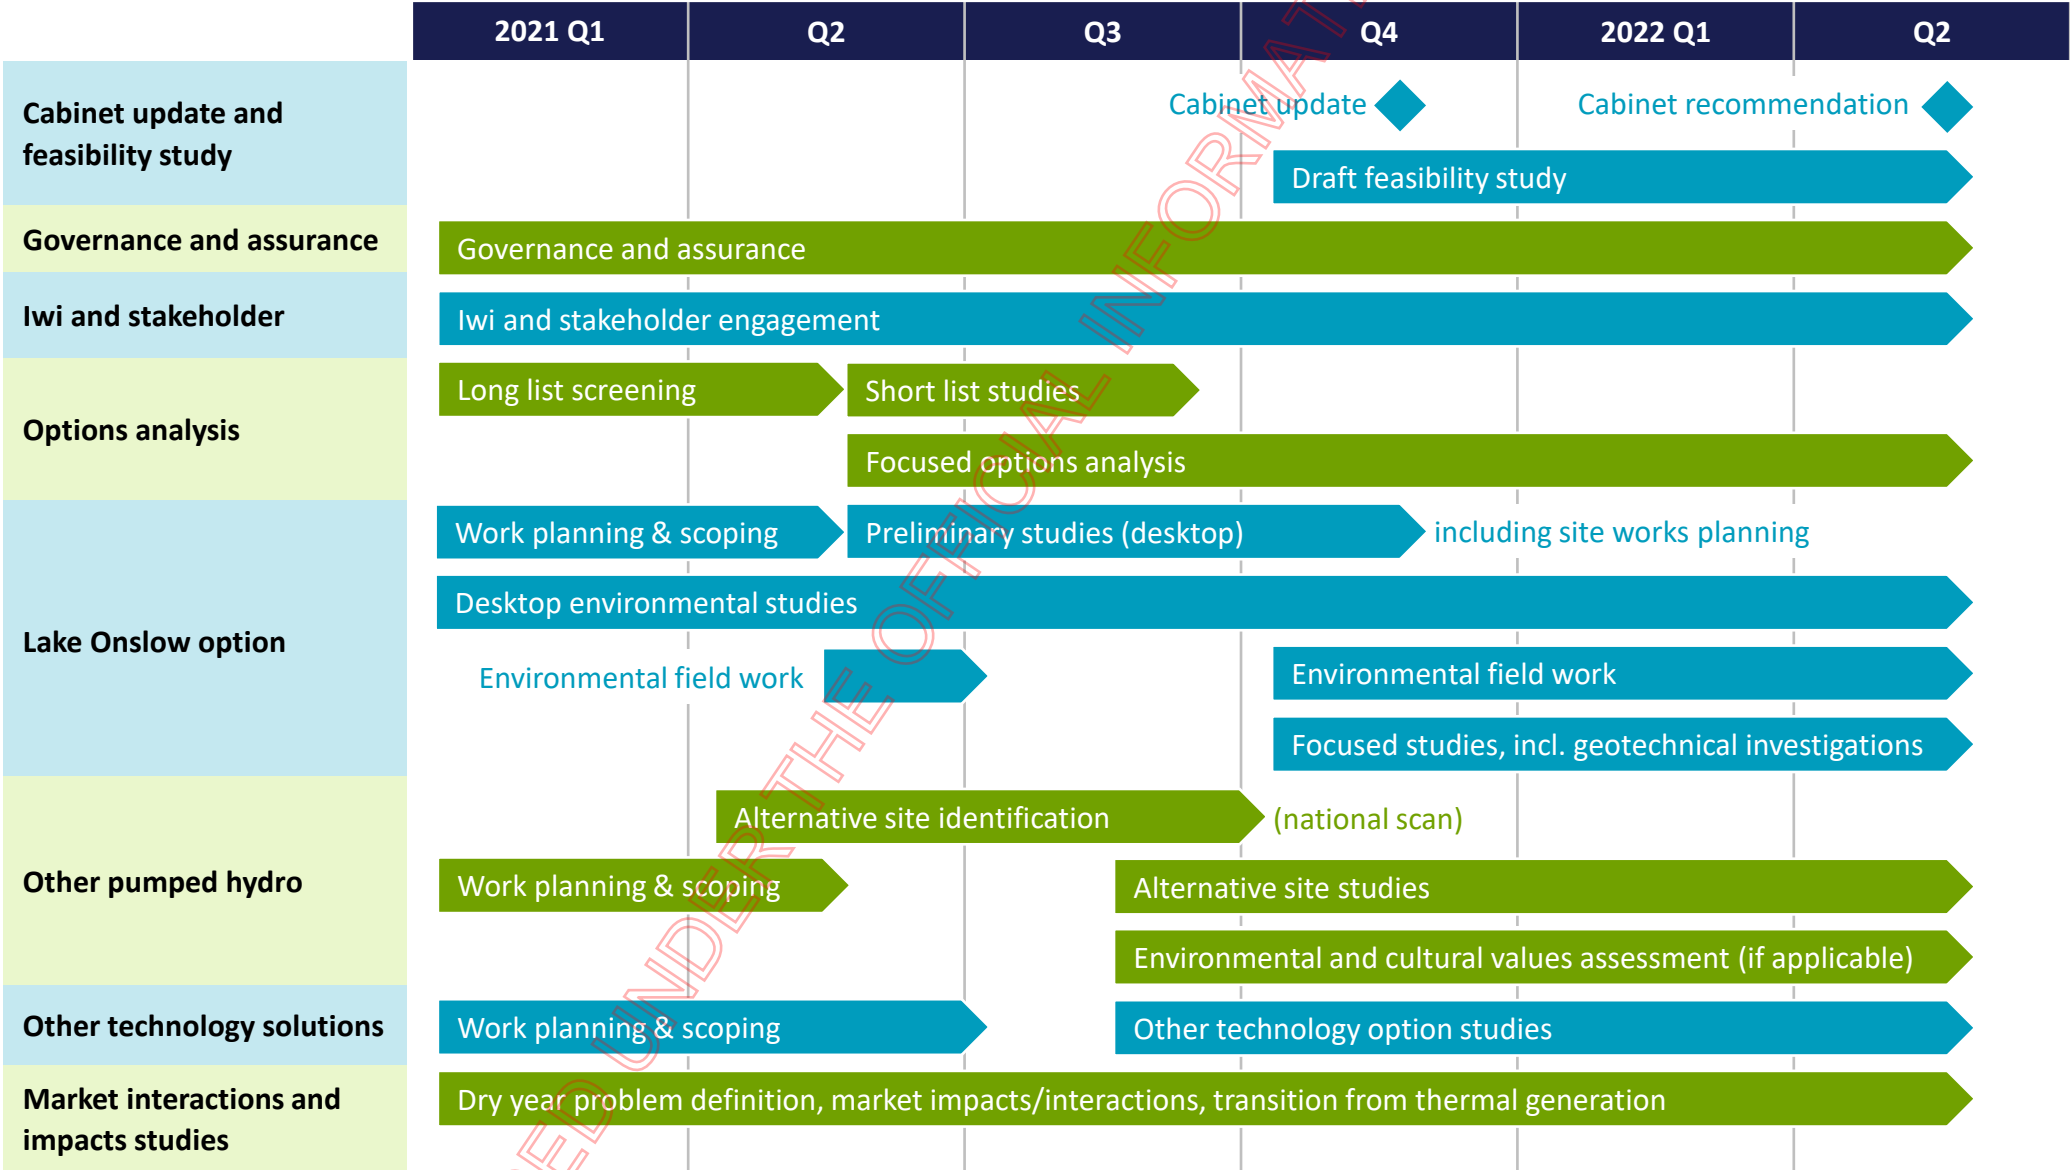 2021 Q1 Q2 Q3 Q4 2022 Q1 Q2
Cabinet update and
feasibility study
Cabinet update
Cabinet recommendation
Draft feasibility study
Governance and assurance
Governance and assurance
Iwi and stakeholder
Iwi and stakeholder engagement
Options analysis
Long list screening
Short list studies
Focused options analysis
Lake Onslow option
Work planning & scoping
Preliminary studies (desktop)
including site works planning
Desktop environmental studies
Environmental field work
Environmental field work
Focused studies, incl. geotechnical investigations
Other pumped hydro
Alternative site identification
(national scan)
Work planning & scoping
Alternative site studies
Environmental and cultural values assessment (if applicable)
Other technology solutions
Work planning & scoping
Other technology option studies
Market interactions and
impacts studies
Dry year problem definition, market impacts/interactions, transition from thermal generation
ED UNDER THE OFFICIAL INFORMAT